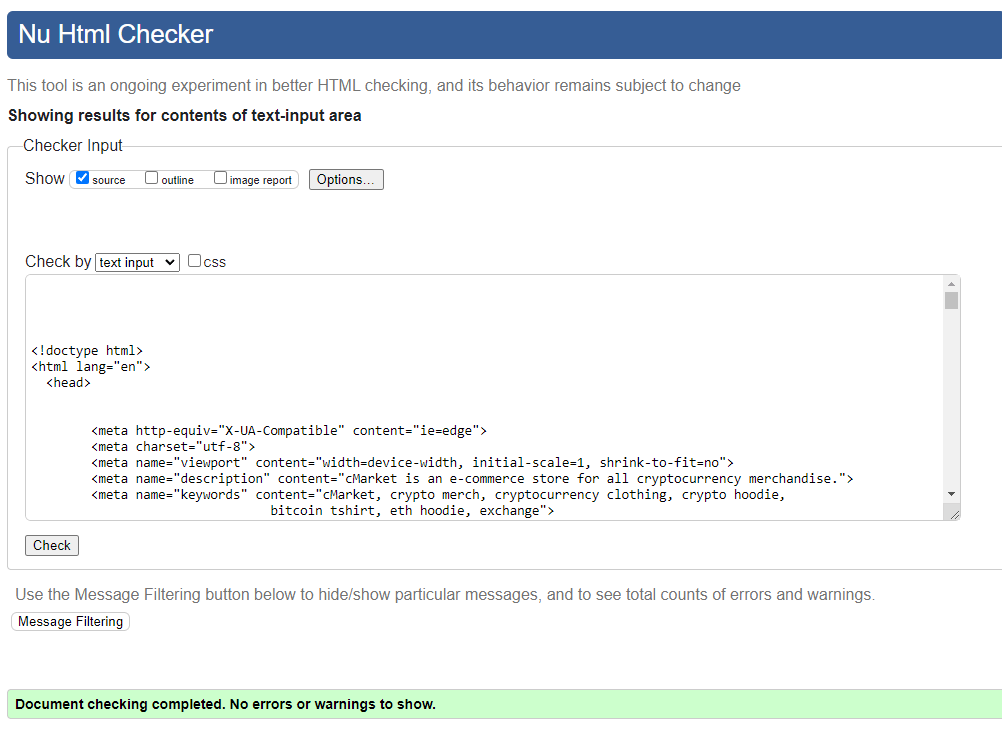 Nu Html Checker
This tool is an ongoing experiment in better HTML checking, and its behavior remains subject to change
Showing results for contents of text-input area
Checker Input
Show source outline image report Options...
Check by text input css
<!doctype html>
<html lang="en">
<head>
<meta http-equiv="X-UA-Compatible" content="ie=edge">
<meta charset="utf-8">
<meta name="viewport" content="width=device-width, initial-scale=1, shrink-to-fit=no">
<meta name="description" content="cMarket is an e-commerce store for all cryptocurrency merchandise.">
<meta name="keywords" content="cMarket, crypto merch, cryptocurrency clothing, crypto hoodie,
bitcoin tshirt, eth hoodie, exchange">
Check
Use the Message Filtering button below to hide/show particular messages, and to see total counts of errors and warnings.
Message Filtering
Document checking completed. No errors or warnings to show.